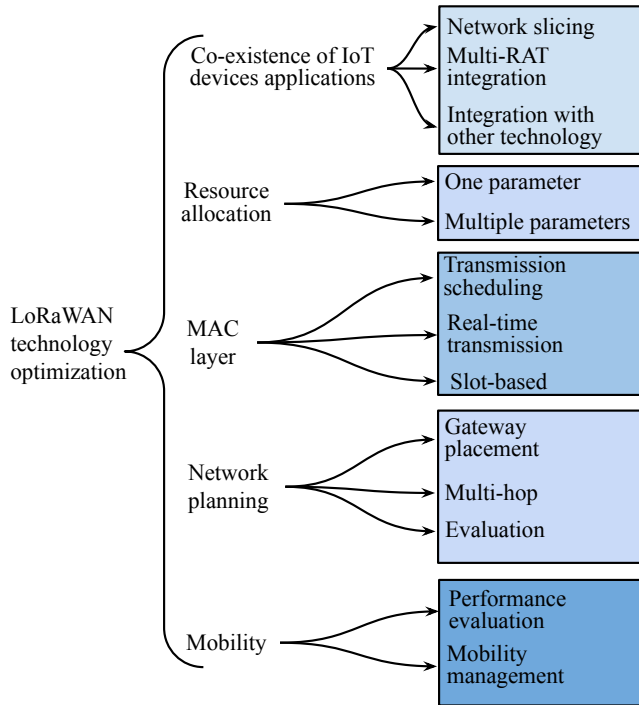 LoRaWAN
technology
optimization
Co-existence of IoT
devices applications
Network slicing
Multi-RAT
integration
Integration with
other technology
Resource
allocation
One parameter
Multiple parameters
MAC
layer
Transmission
scheduling
Real-time
transmission
Slot-based
Network
planning
Gateway
placement
Multi-hop
Evaluation
Mobility
Performance
evaluation
Mobility
management